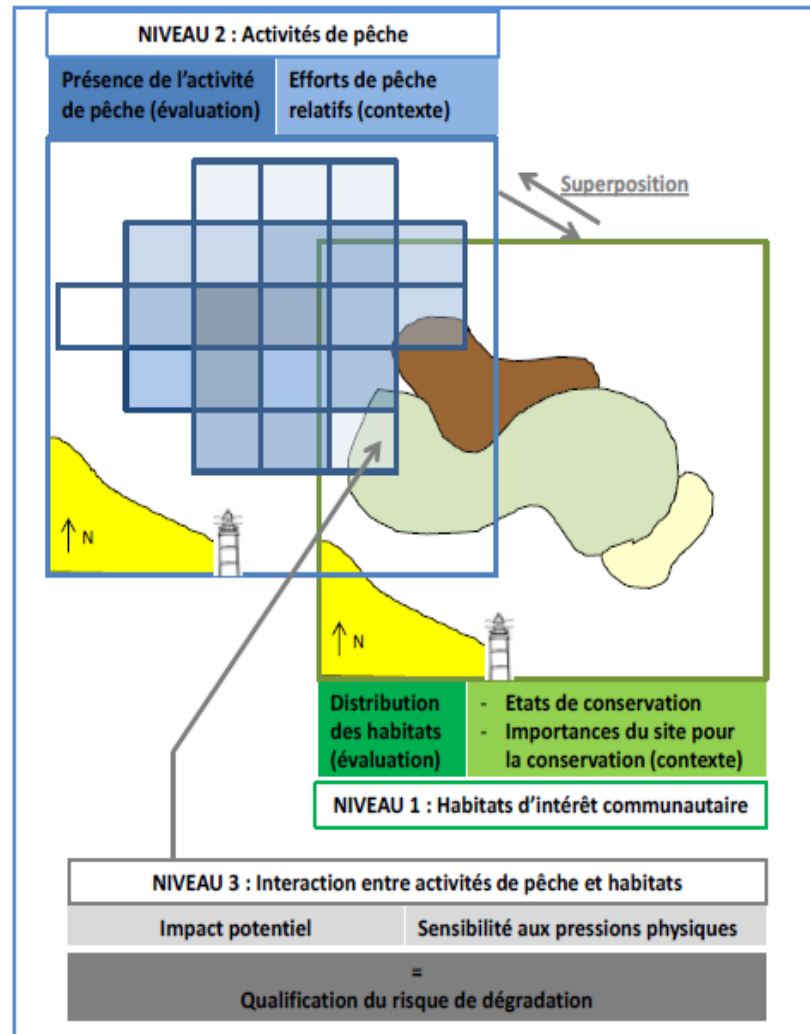 NIVEAU 2 : Activités de pêche
Présence de l'activité
de pêche (évaluation)
Efforts de pêche
relatifs (contexte)
Superposition
N
N
Distribution
des habitats
(évaluation)
- Etats de conservation
- Importances du site pour
la conservation (contexte)
NIVEAU 1 : Habitats d'intérêt communautaire
NIVEAU 3 : Interaction entre activités de pêche et habitats
Impact potentiel
Sensibilité aux pressions physiques
=
Qualification du risque de dégradation